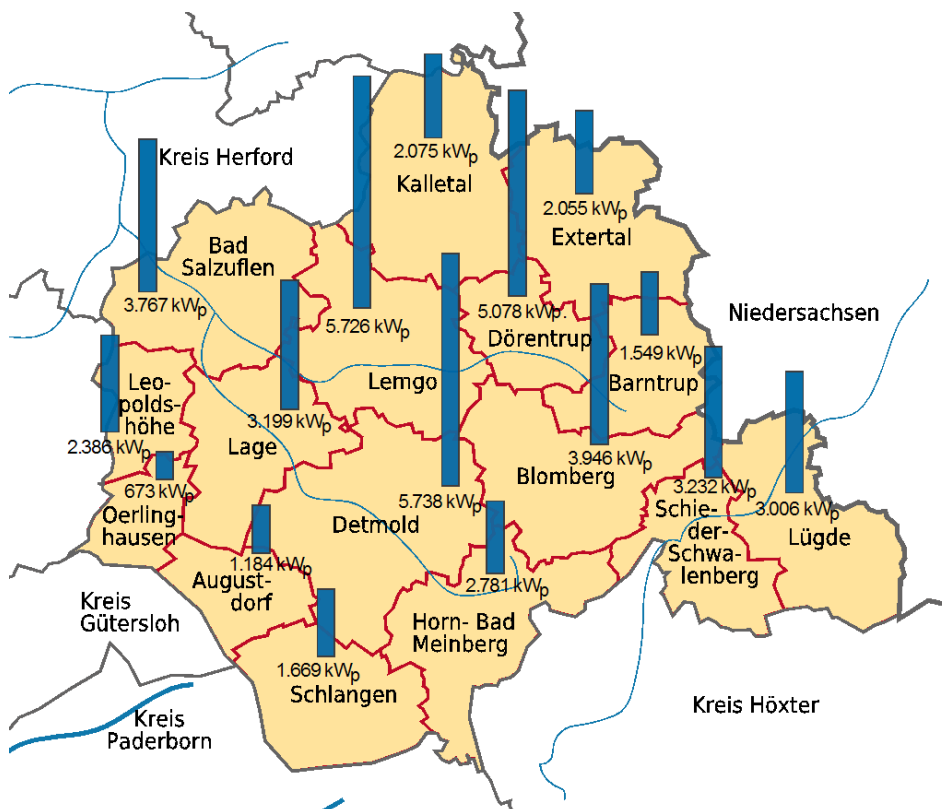 2.075 kWp
Kreis Herford
Kalletal
2.055 kWp
Extertal
Bad
Salzuflen
3.767 kWp
5.726 kWp
5.078 kWp.
Niedersachsen
Dörentrup
1.549 kWp
Leo-
polds-
höhe
Lemgo
Barntrup
3.199 kWp
2.386 kWp
Lage
3.946 kWp
Blomberg
673 kWp
3.232 kWp
5.738 kWp
3.006 kWp
Oerling-
hausen
Detmold
Schie-
der-
Schwa-
lenberg
Lügde
1.184 kWp
August-
dorf
2.781 kWp
Kreis
Gütersloh
Horn- Bad
Meinberg
1.669 kWp
Schlangen
Kreis Höxter
Kreis
Paderborn